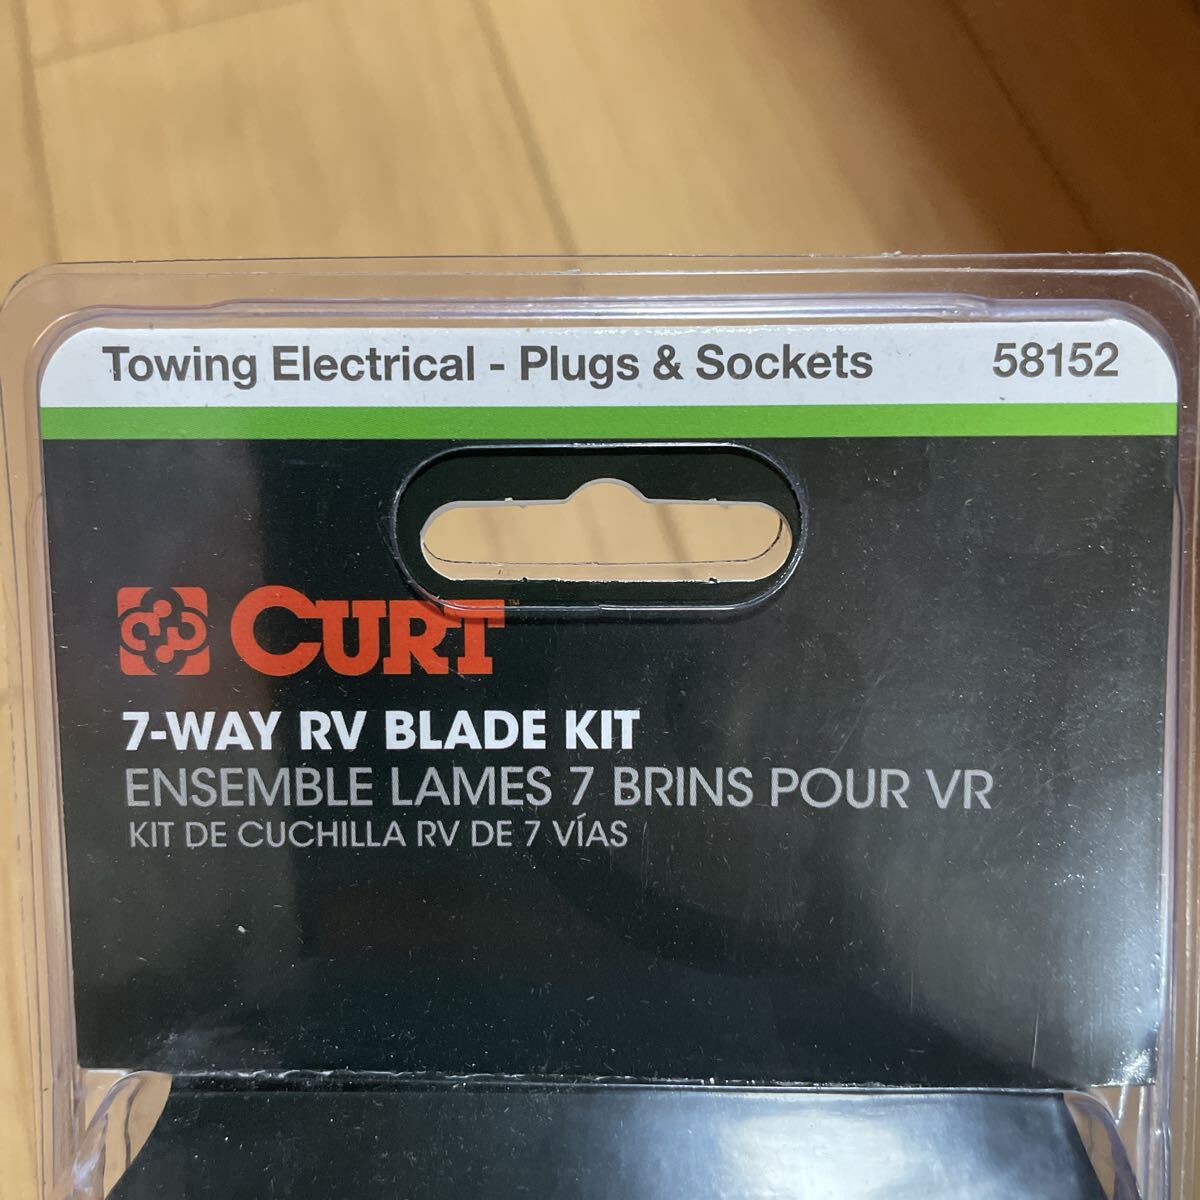 Towing Electrical - Plugs & Sockets 58152
CURT™
7-WAY RV BLADE KIT
ENSEMBLE LAMES 7 BRINS POUR VR
KIT DE CUCHILLA RV DE 7 VÍAS